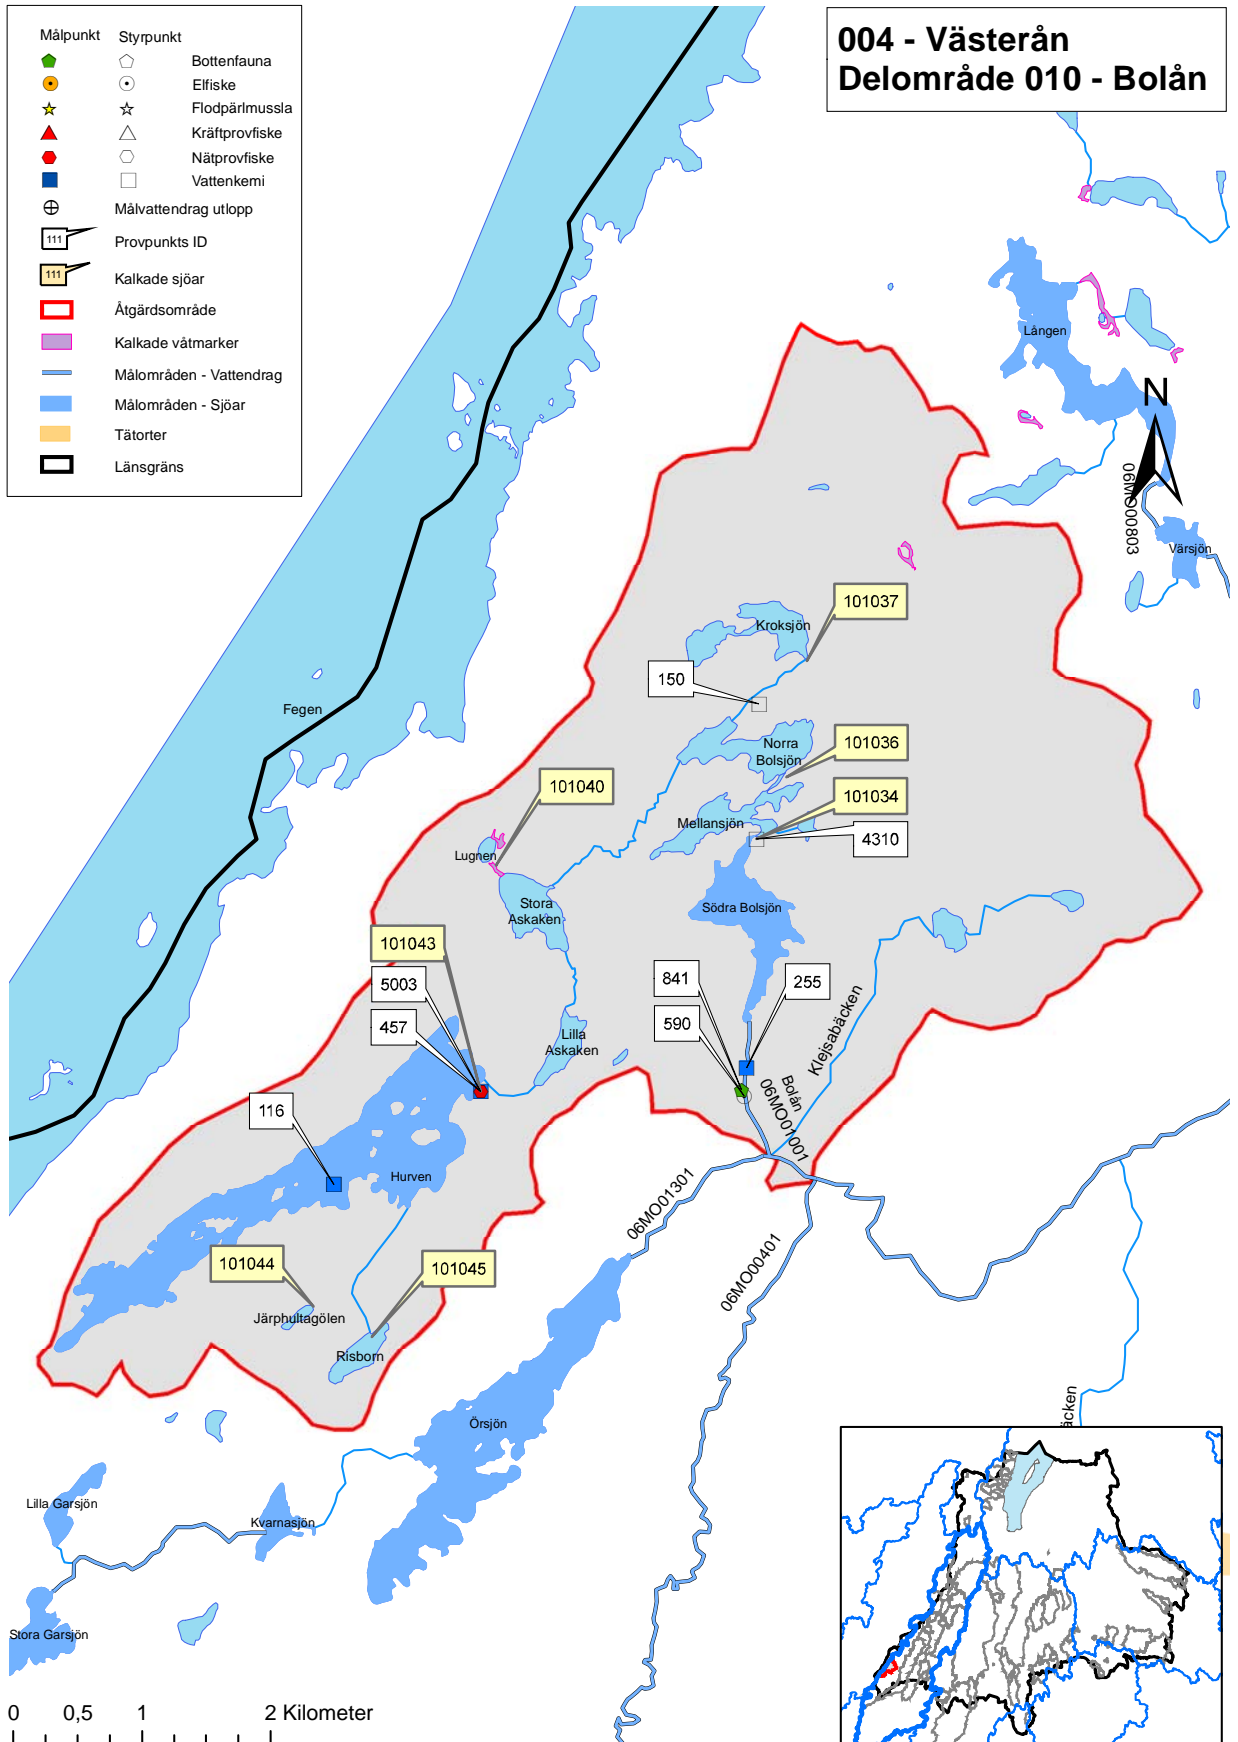 004 - Västerån
Delområde 010 - Bolån
Målpunkt Styrpunkt
Bottenfauna
Elfiske
Flodpärlmussla
Kräftprovfiske
Nätprovfiske
Vattenkemi
Målvattendrag utlopp
111 Provpunkts ID
111 Kalkade sjöar
Åtgärdsområde
Kalkade våtmarker
Målområden - Vattendrag
Målområden - Sjöar
Tätorter
Länsgräns
Lången
N
06MO00803
Värsjön
101037
Kroksjön
150
Fegen
Norra
Bolsjön
101036
101040
101034
Mellansjön
4310
Lugnen
Stora
Askaken
Södra Bolsjön
101043
5003
841
255
457
590
Lilla
Askaken
Klejsabäcken
Bolån
06MO01001
116
Hurven
06MO01301
06MO00401
101044
101045
Järphultagölen
Risborn
Örsjön
äcken
Lilla Garsjön
Kvarnasjön
Stora Garsjön
0 0,5 1 2 Kilometer